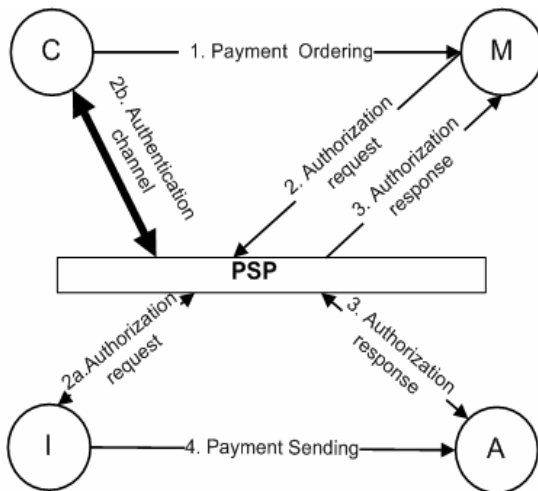 C
1. Payment Ordering
M
2b. Authentication
channel
2. Authorization
request
3. Authorization
response
PSP
2a.Authorization
request
3. Authorization
response
I
4. Payment Sending
A